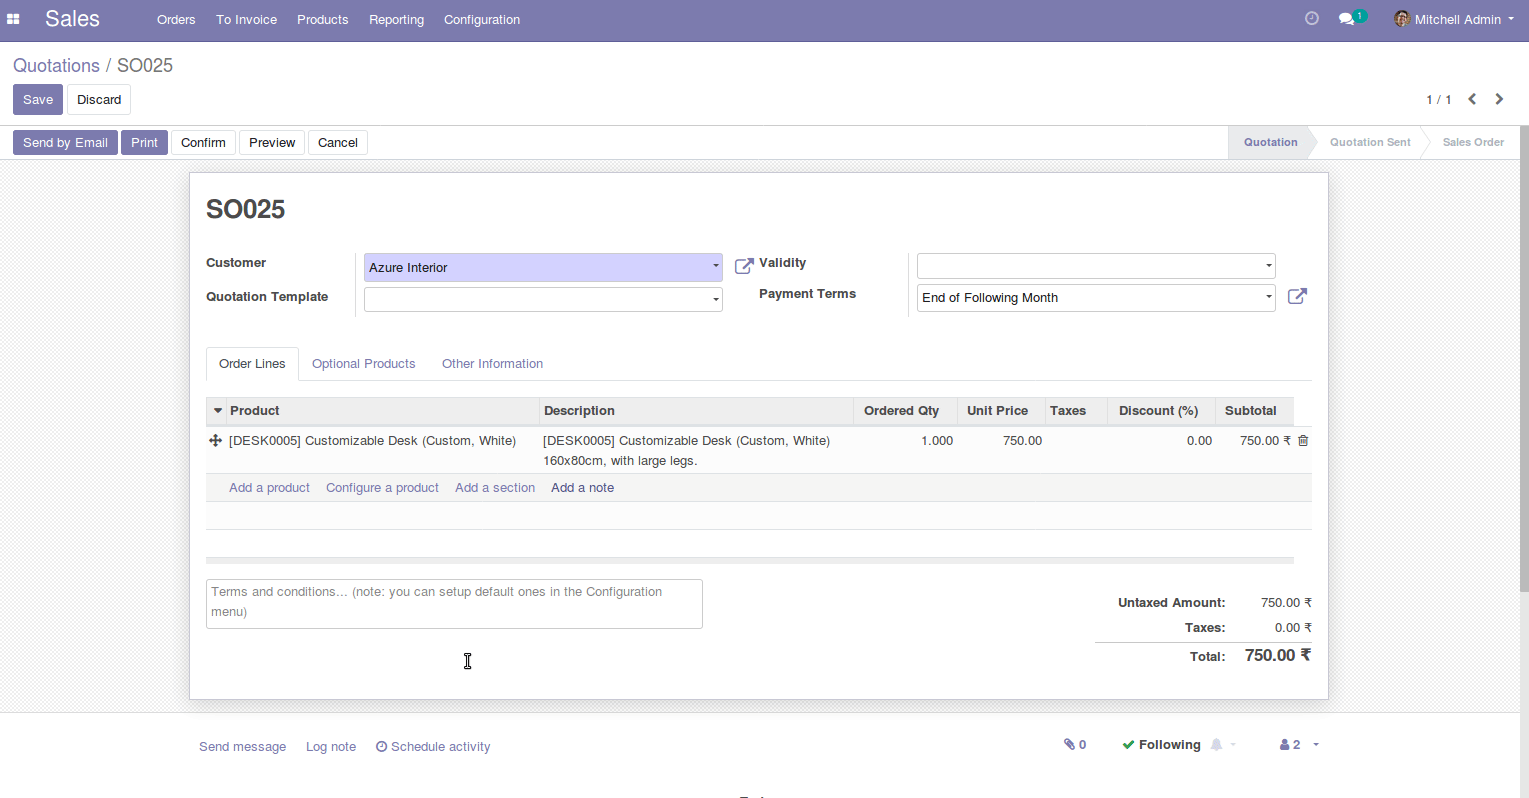 Sales Orders To Invoice Products Reporting Configuration 1 Mitchell Admin
Quotations / SO025
Save Discard 1 / 1
Send by Email Print Confirm Preview Cancel Quotation Quotation Sent Sales Order
SO025
Customer Azure Interior Validity
Quotation Template Payment Terms End of Following Month
Order Lines Optional Products Other Information
Product Description Ordered Qty Unit Price Taxes Discount (%) Subtotal
[DESK0005] Customizable Desk (Custom, White) [DESK0005] Customizable Desk (Custom, White) 1.000 750.00 0.00 750.00 ₹
160x80cm, with large legs.
Add a product Configure a product Add a section Add a note
Terms and conditions... (note: you can setup default ones in the Configuration
menu)
Untaxed Amount: 750.00 ₹
Taxes: 0.00 ₹
Total: 750.00 ₹
Send message Log note Schedule activity 0 Following 2